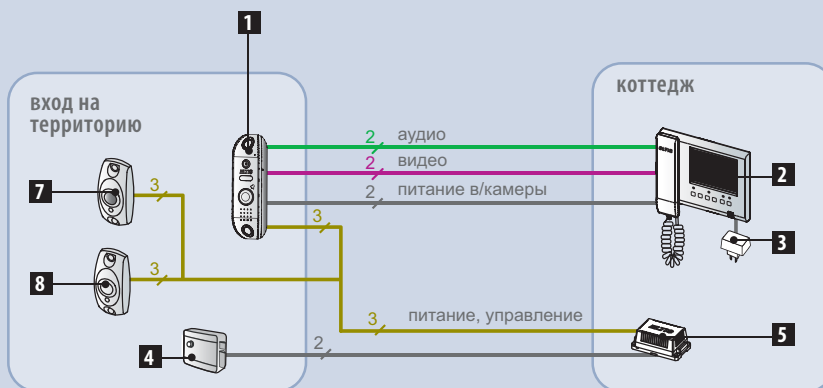 1
вход на
территорию
коттедж
2 аудио
2 видео
2 питание в/камеры
2
3
7
3
3
8
3
3
питание, управление
5
4
2